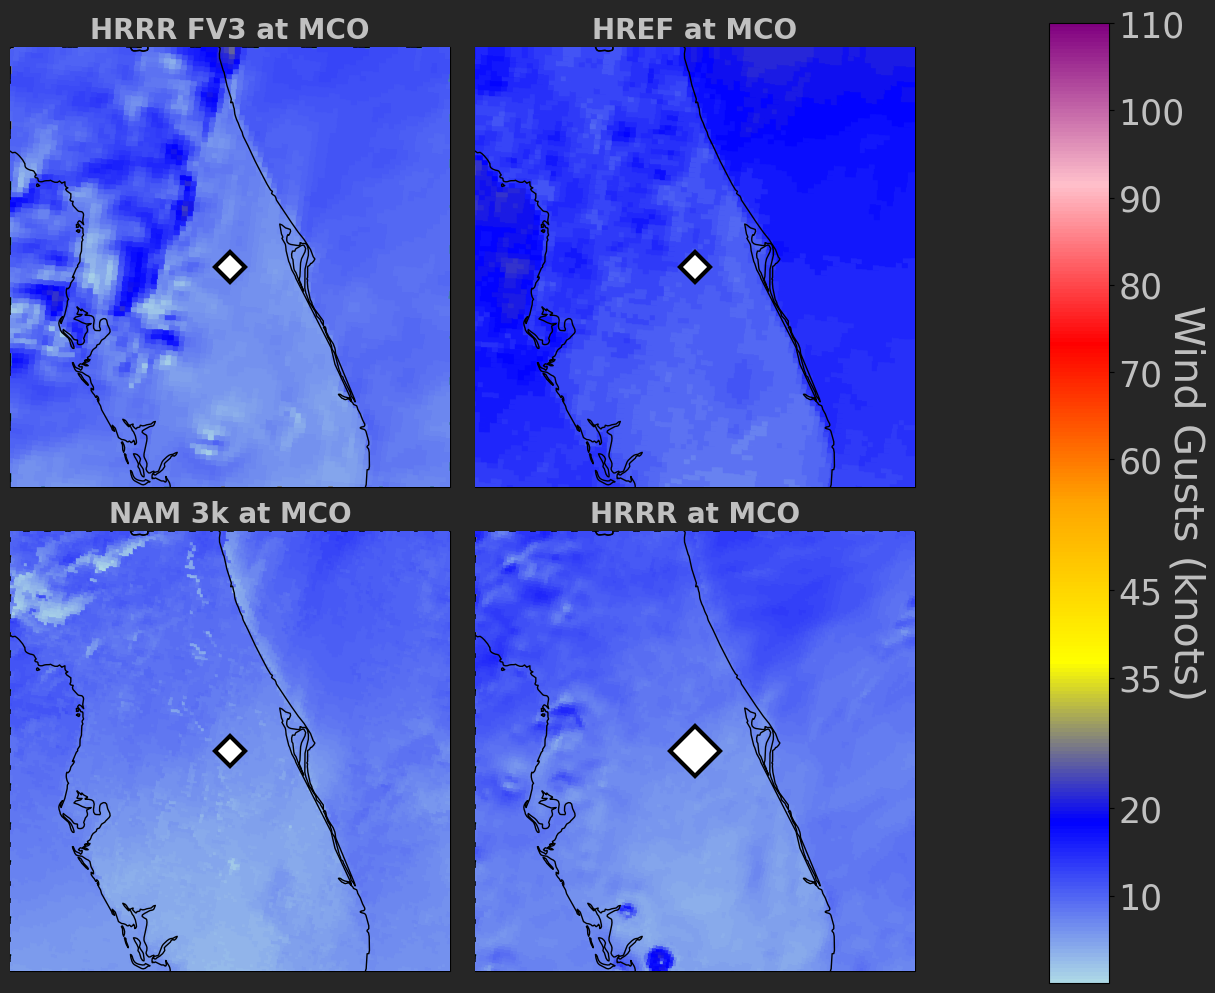 HRRR FV3 at MCO
HREF at MCO
NAM 3k at MCO
HRRR at MCO
110
100
90
80
70
60
45
35
20
10
Wind Gusts (knots)